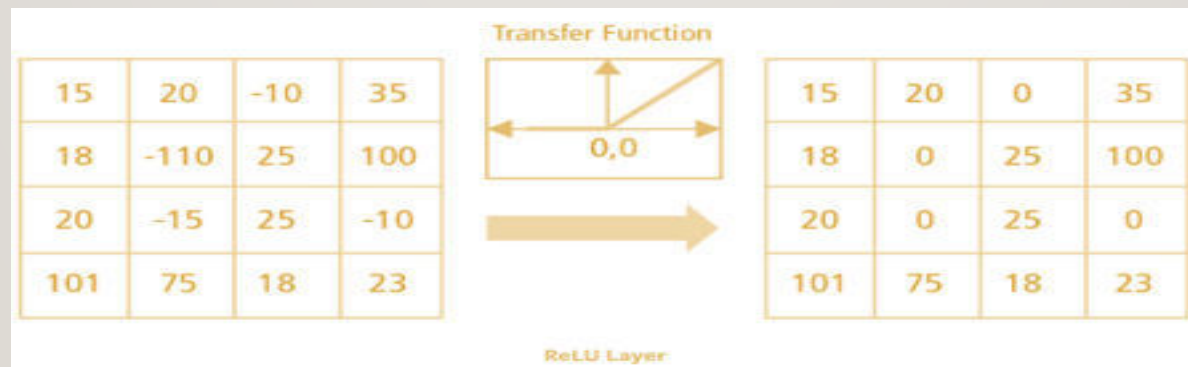 Transfer Function
15 20 -10 35
18 -110 25 100
20 -15 25 -10
101 75 18 23
0,0
15 20 0 35
18 0 25 100
20 0 25 0
101 75 18 23
ReLU Layer